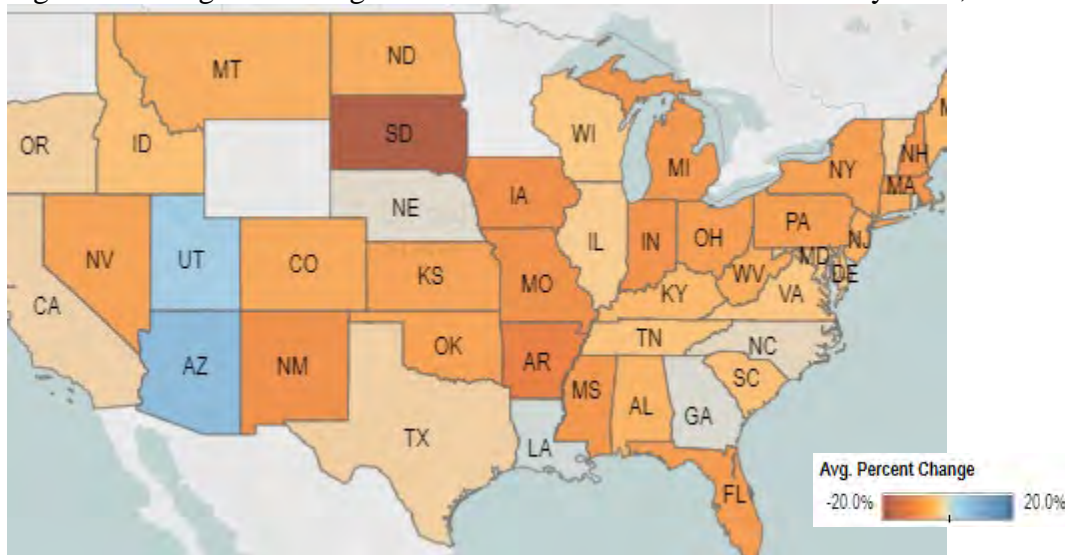 MT
ND
OR
ID
SD
WI
MI
NY
NH
MA
IA
NE
NV
UT
CO
IL
IN
OH
PA
NJ
MD
DE
WV
VA
KS
MO
KY
CA
AZ
NM
OK
AR
TN
NC
SC
MS
AL
GA
TX
LA
FL
Avg. Percent Change
-20.0% 20.0%